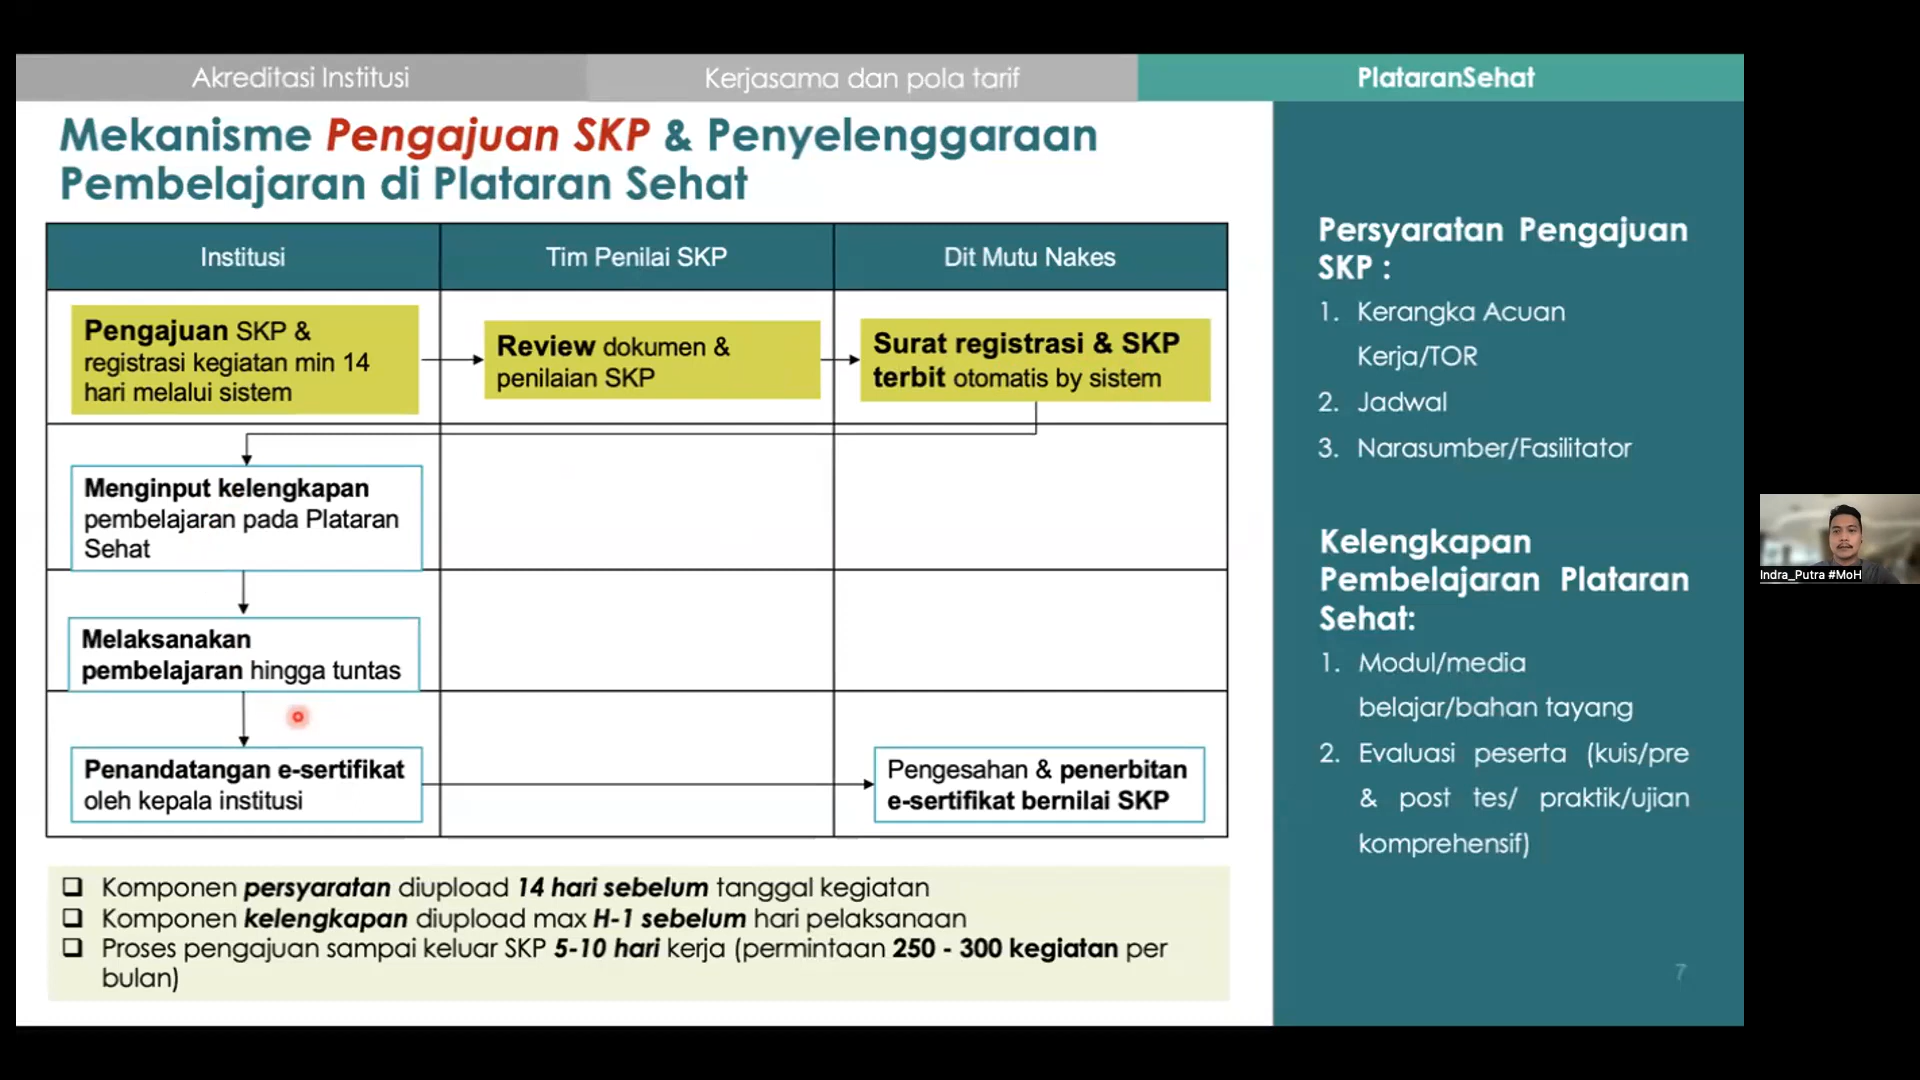 Akreditasi Institusi
Kerjasama dan pola tarif
PlataranSehat
Mekanisme Pengajuan SKP & Penyelenggaraan
Pembelajaran di Plataran Sehat
Institusi
Tim Penilai SKP
Dit Mutu Nakes
Pengajuan SKP &
registrasi kegiatan min 14
hari melalui sistem
Review dokumen &
penilaian SKP
Surat registrasi & SKP
terbit otomatis by sistem
Menginput kelengkapan
pembelajaran pada Plataran
Sehat
Melaksanakan
pembelajaran hingga tuntas
Penandatangan e-sertifikat
oleh kepala institusi
Pengesahan & penerbitan
e-sertifikat bernilai SKP
Komponen persyaratan diupload 14 hari sebelum tanggal kegiatan
Komponen kelengkapan diupload max H-1 sebelum hari pelaksanaan
Proses pengajuan sampai keluar SKP 5-10 hari kerja (permintaan 250 - 300 kegiatan per
bulan)
Persyaratan Pengajuan
SKP :
1. Kerangka Acuan
Kerja/TOR
2. Jadwal
3. Narasumber/Fasilitator
Kelengkapan
Pembelajaran Plataran
Sehat:
1. Modul/media
belajar/bahan tayang
2. Evaluasi peserta (kuis/pre
& post tes/ praktik/ujian
komprehensif)
7
Indra_Putra #MoH